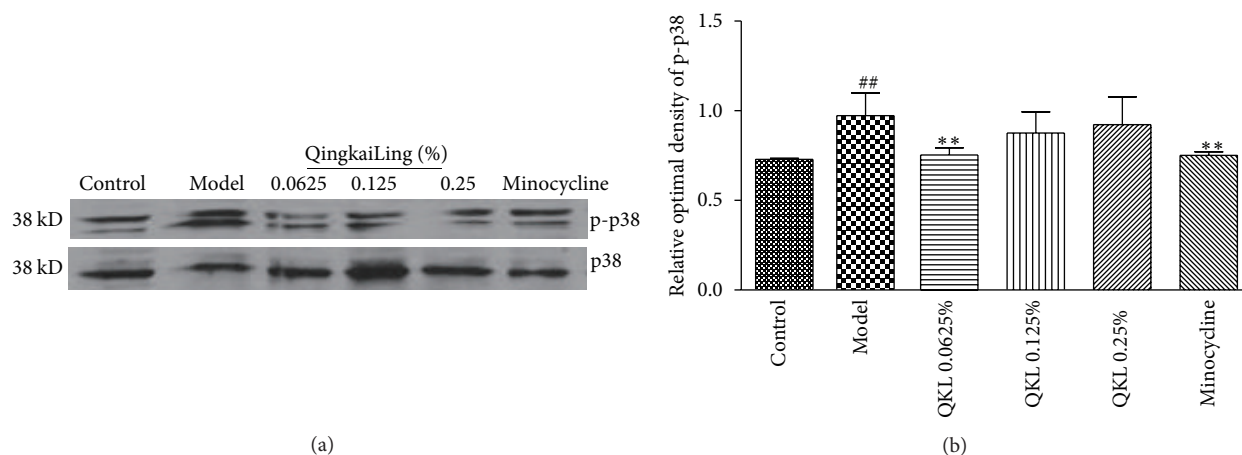 QingkaiLing (%)
Control Model 0.0625 0.125 0.25 Minocycline
38 kD p-p38
38 kD p38
(a)
Relative optimal density of p-p38
1.5
1.0
0.5
0.0
##
**
**
Control
Model
QKL 0.0625%
QKL 0.125%
QKL 0.25%
Minocycline
(b)